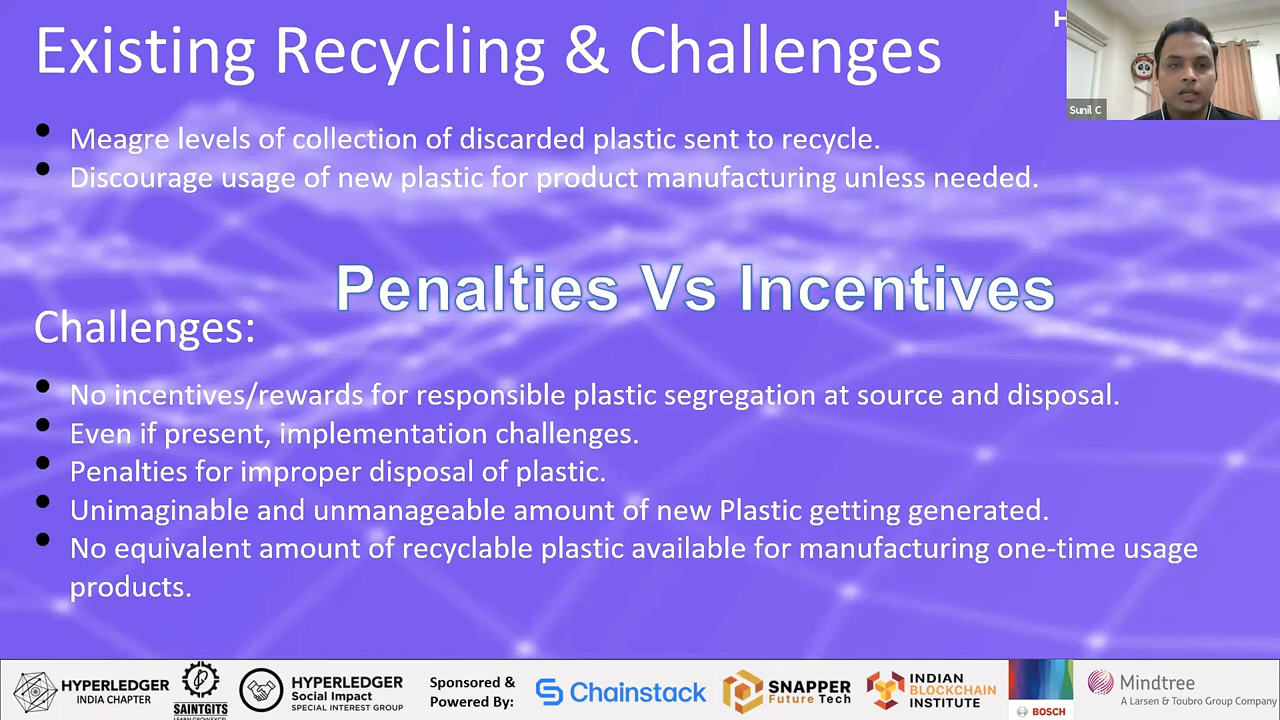 Existing Recycling & Challenges
H
Sunil C
Meagre levels of collection of discarded plastic sent to recycle.
Discourage usage of new plastic for product manufacturing unless needed.
Penalties Vs Incentives
Challenges:
No incentives/rewards for responsible plastic segregation at source and disposal.
Even if present, implementation challenges.
Penalties for improper disposal of plastic.
Unimaginable and unmanageable amount of new Plastic getting generated.
No equivalent amount of recyclable plastic available for manufacturing one-time usage
products.
HYPERLEDGER
INDIA CHAPTER
SAINTGITS
LEARN.GROW.EXCEL
HYPERLEDGER
Social Impact
SPECIAL INTEREST GROUP
Sponsored &
Powered By:
Chainstack
SNAPPER
Future Tech
INDIAN
BLOCKCHAIN
INSTITUTE
BOSCH
Mindtree
A Larsen & Toubro Group Company